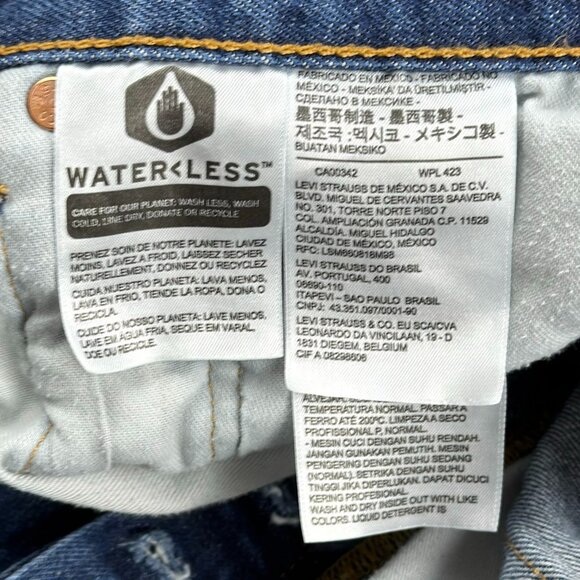 WATER<LESS™
CARE FOR OUR PLANET: WASH LESS, WASH
COLD, LINE DRY, DONATE OR RECYCLE
PRENEZ SOIN DE NOTRE PLANETE: LAVEZ
MOINS, LAVEZ A FROID, LAISSEZ SECHER
NATURELLEMENT, DONNEZ OU RECYCLEZ
CUIDA NUESTRO PLANETA: LAVA MENOS,
LAVA EN FRIO, TIENDE LA ROPA, DONA O
RECICLA.
CUIDE DO NOSSO PLANETA: LAVE MENOS,
LAVE EM AGUA FRIA, SEQUE EM VARAL,
DOE OU RECICLE.
FABRICADO EN MEXICO - FABRICADO NO
MÉXICO - MEKSİKA'DA ÜRETİLMİŞTİR -
СДЕЛАНО В МЕКСИКЕ -
墨西哥制造 - 墨西哥製 -
제조국 :멕시코 - メキシコ製 -
BUATAN MEKSIKO
CA00342 WPL 423
LEVI STRAUSS DE MÉXICO S.A. DE C.V.
BLVD. MIGUEL DE CERVANTES SAAVEDRA
NO. 301, TORRE NORTE PISO 7
COL. AMPLIACIÓN GRANADA C.P. 11529
ALCALDÍA. MIGUEL HIDALGO
CIUDAD DE MÉXICO, MÉXICO
RFC: LSM860818M98
LEVI STRAUSS DO BRASIL
AV. PORTUGAL, 400
06690-110
ITAPEVI – SAO PAULO BRASIL
CNPJ: 43.351.097/0001-90
LEVI STRAUSS & CO. EU SCA/CVA
LEONARDO DA VINCILAAN, 19 - D
1831 DIEGEM, BELGIUM
CIF A 08298606
ALVEJAR.
TEMPERATURA NORMAL. PASSAR A
FERRO ATÉ 200ºC. LIMPEZA A SECO
PROFISSIONAL P, NORMAL.
- MESIN CUCI DENGAN SUHU RENDAH.
JANGAN GUNAKAN PEMUTIH. MESIN
PENGERING DENGAN SUHU SEDANG
(NORMAL). SETRIKA DENGAN SUHU
TINGGI JIKA DIPERLUKAN. DAPAT DICUCI
KERING PROFESIONAL.
WASH AND DRY INSIDE OUT WITH LIKE
COLORS. LIQUID DETERGENT IS